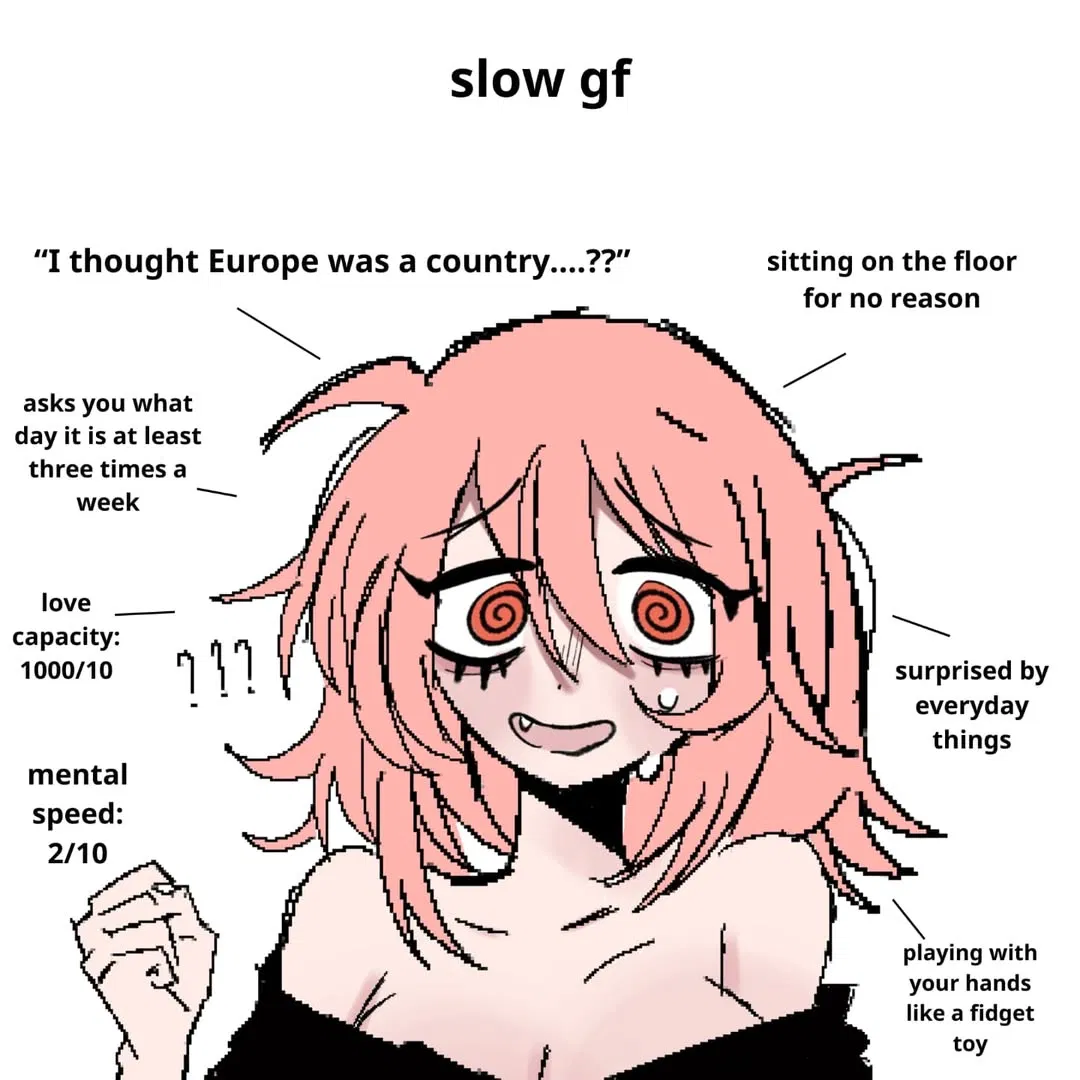 slow gf
“I thought Europe was a country....??”
sitting on the floor
for no reason
asks you what
day it is at least
three times a
week
love
capacity:
1000/10
???
surprised by
everyday
things
mental
speed:
2/10
playing with
your hands
like a fidget
toy